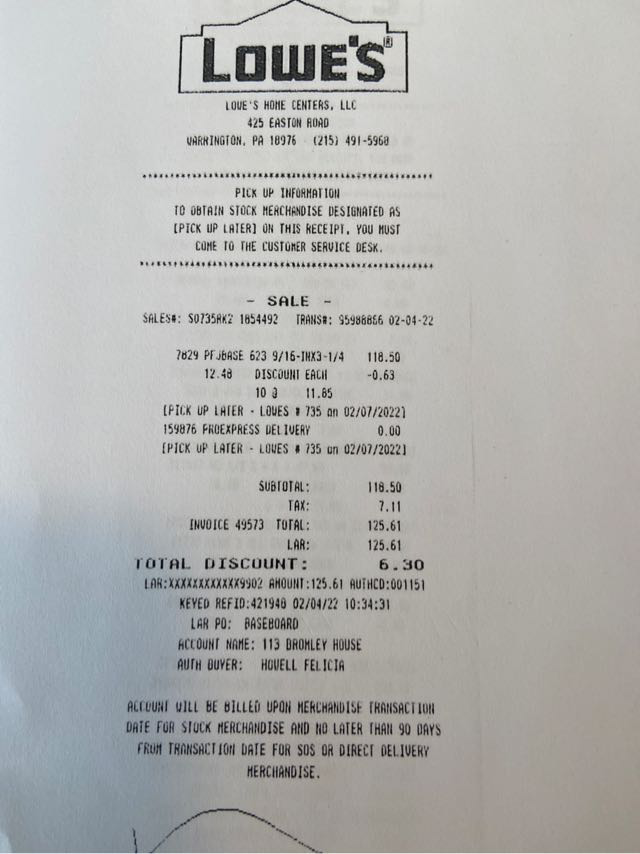 LOWE'S®
LOWE'S HOME CENTERS, LLC
425 EASTON ROAD
WARRINGTON, PA 18976 (215) 491-5960
PICK UP INFORMATION
TO OBTAIN STOCK MERCHANDISE DESIGNATED AS
[PICK UP LATER] ON THIS RECEIPT, YOU MUST
COME TO THE CUSTOMER SERVICE DESK.
- SALE -
SALES#: S0735RK2 1854492 TRANS#: 95988866 02-04-22
7829 PFJBASE 623 9/16-INX3-1/4 118.50
12.48 DISCOUNT EACH -0.63
10 @ 11.85
[PICK UP LATER - LOWES # 735 on 02/07/2022]
159876 PROEXPRESS DELIVERY 0.00
[PICK UP LATER - LOWES # 735 on 02/07/2022]
SUBTOTAL: 118.50
TAX: 7.11
INVOICE 49573 TOTAL: 125.61
LAR: 125.61
TOTAL DISCOUNT: 6.30
LAR:XXXXXXXXXXXX9902 AMOUNT:125.61 AUTHCD:001151
KEYED REFID:421948 02/04/22 10:34:31
LAR PO: BASEBOARD
ACCOUNT NAME: 113 BROMLEY HOUSE
AUTH BUYER: HOWELL FELICIA
ACCOUNT WILL BE BILLED UPON MERCHANDISE TRANSACTION
DATE FOR STOCK MERCHANDISE AND NO LATER THAN 90 DAYS
FROM TRANSACTION DATE FOR SOS OR DIRECT DELIVERY
MERCHANDISE.